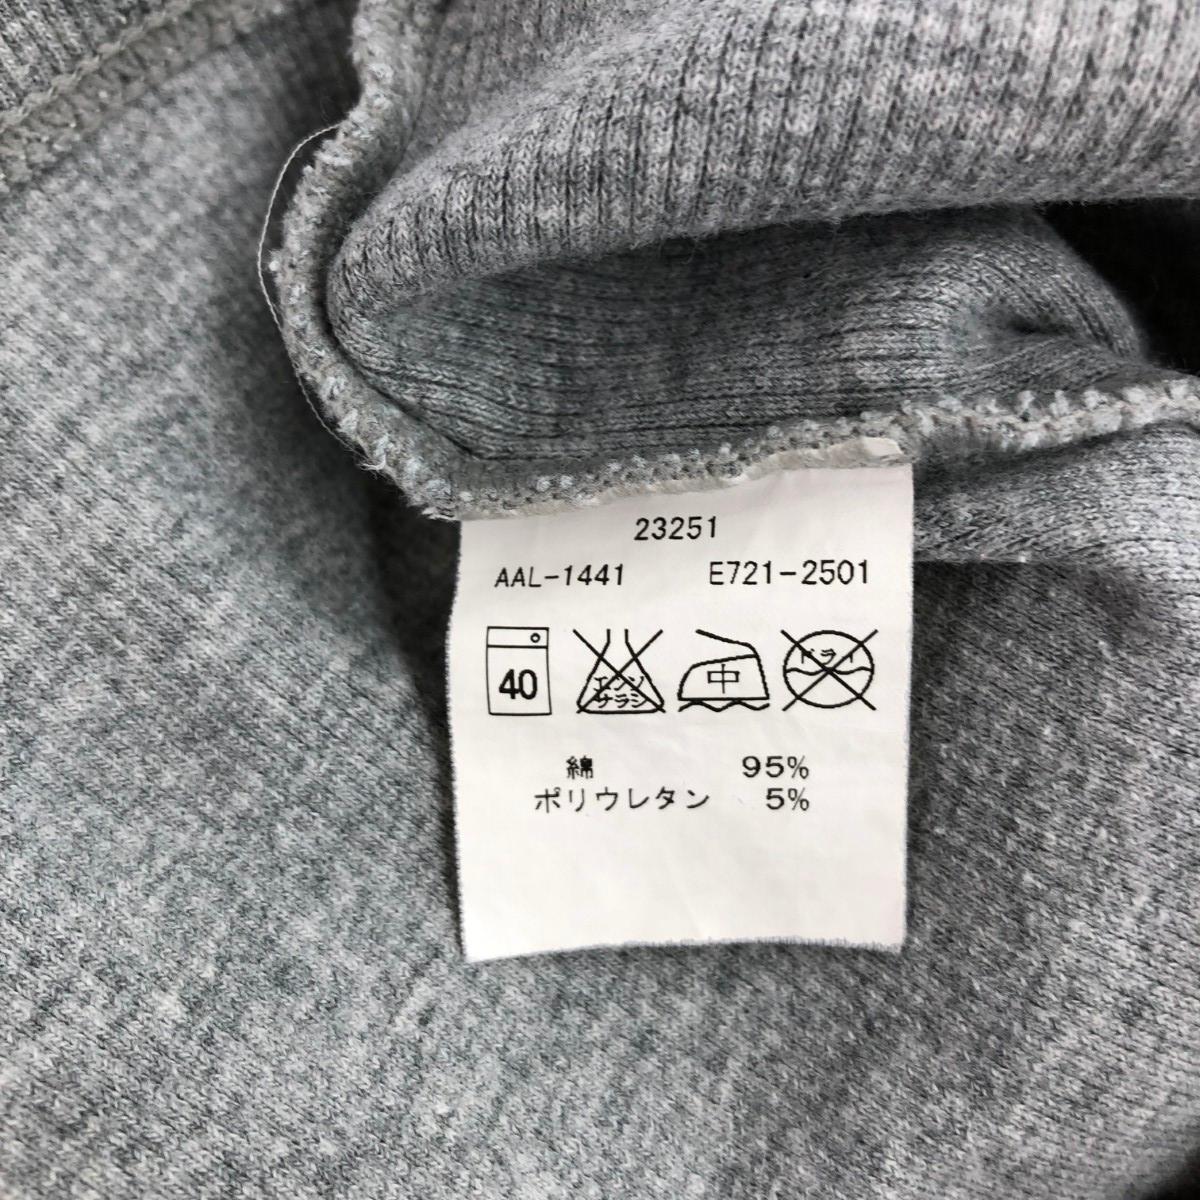 23251
AAL-1441 E721-2501
40 エンソ サラシ 中 ドライ
綿 95%
ポリウレタン 5%